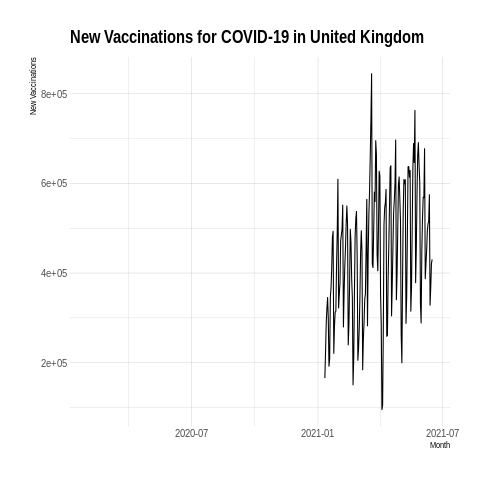 New Vaccinations for COVID-19 in United Kingdom
New Vaccinations
8e+05
6e+05
4e+05
2e+05
2020-07
2021-01
2021-07
Month